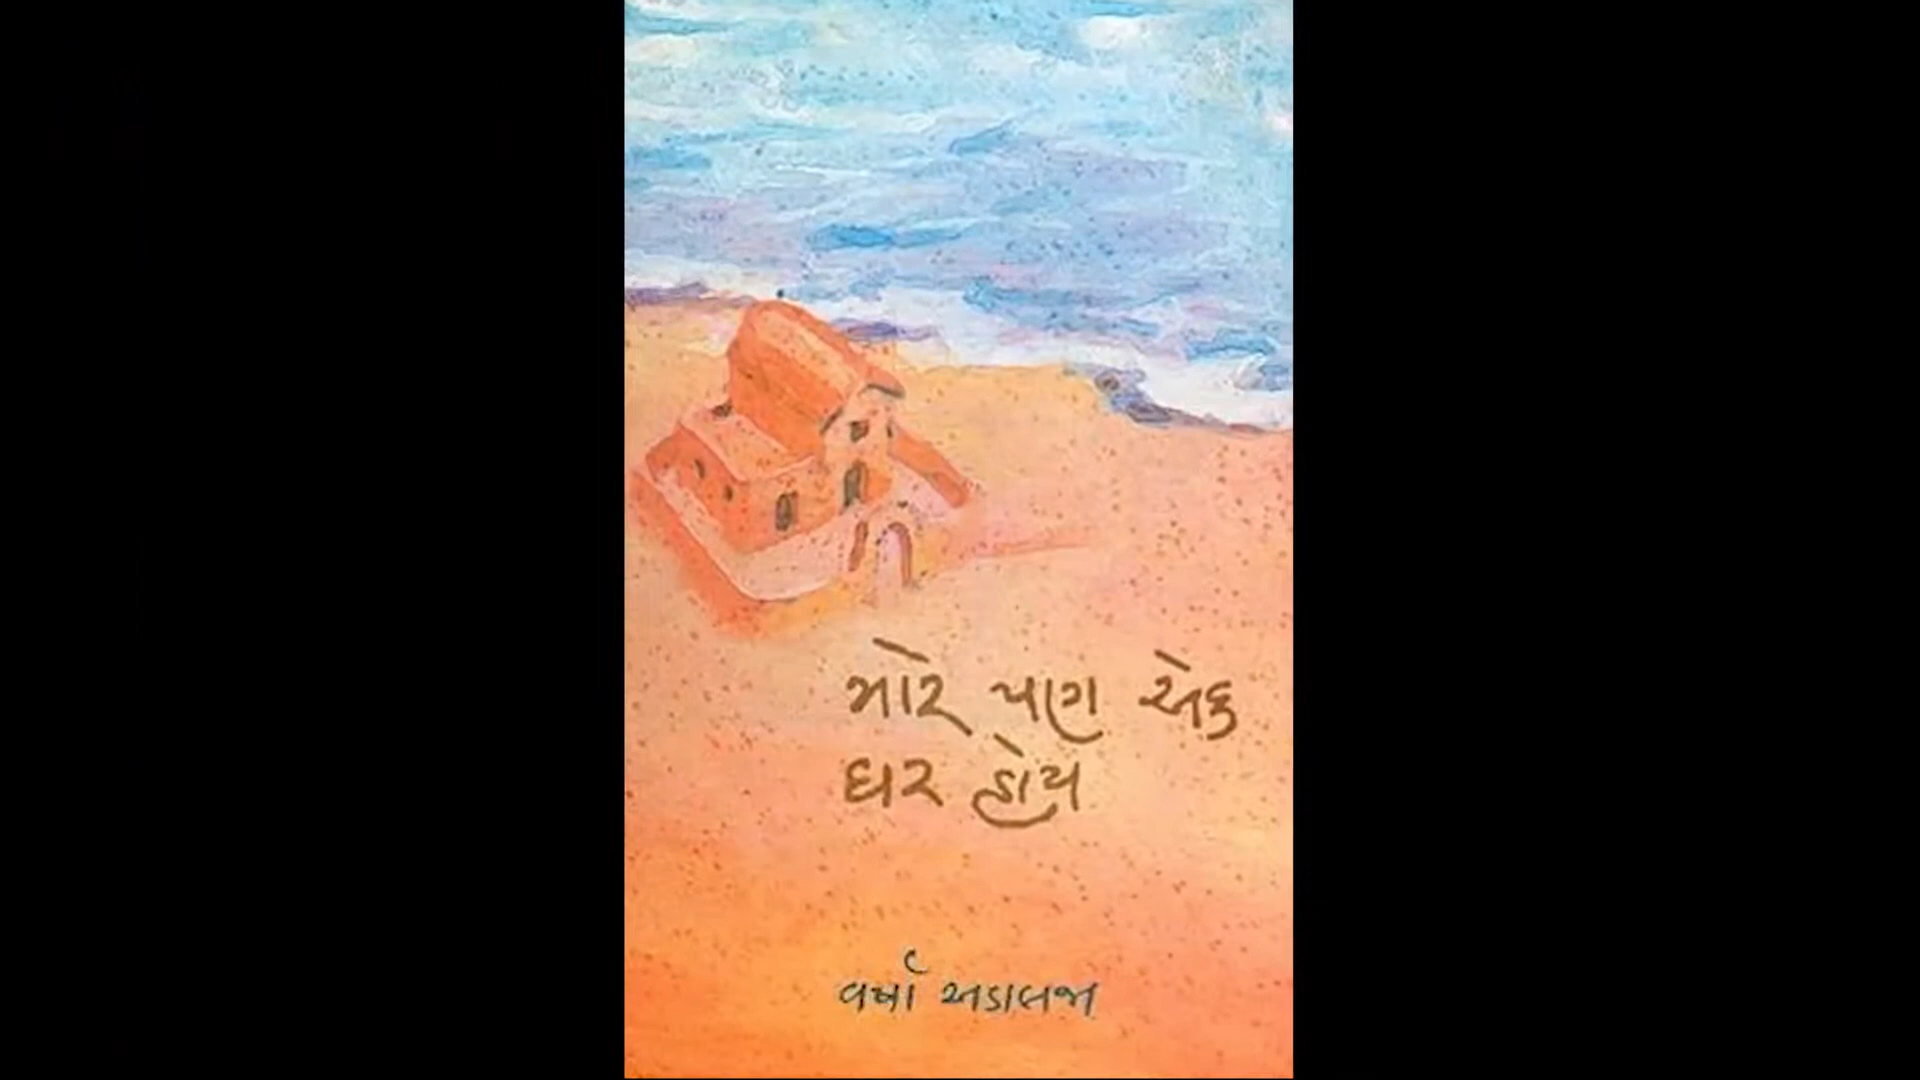 મારે પણ એક
ઘર હોય
વર્ષા અડાલજા